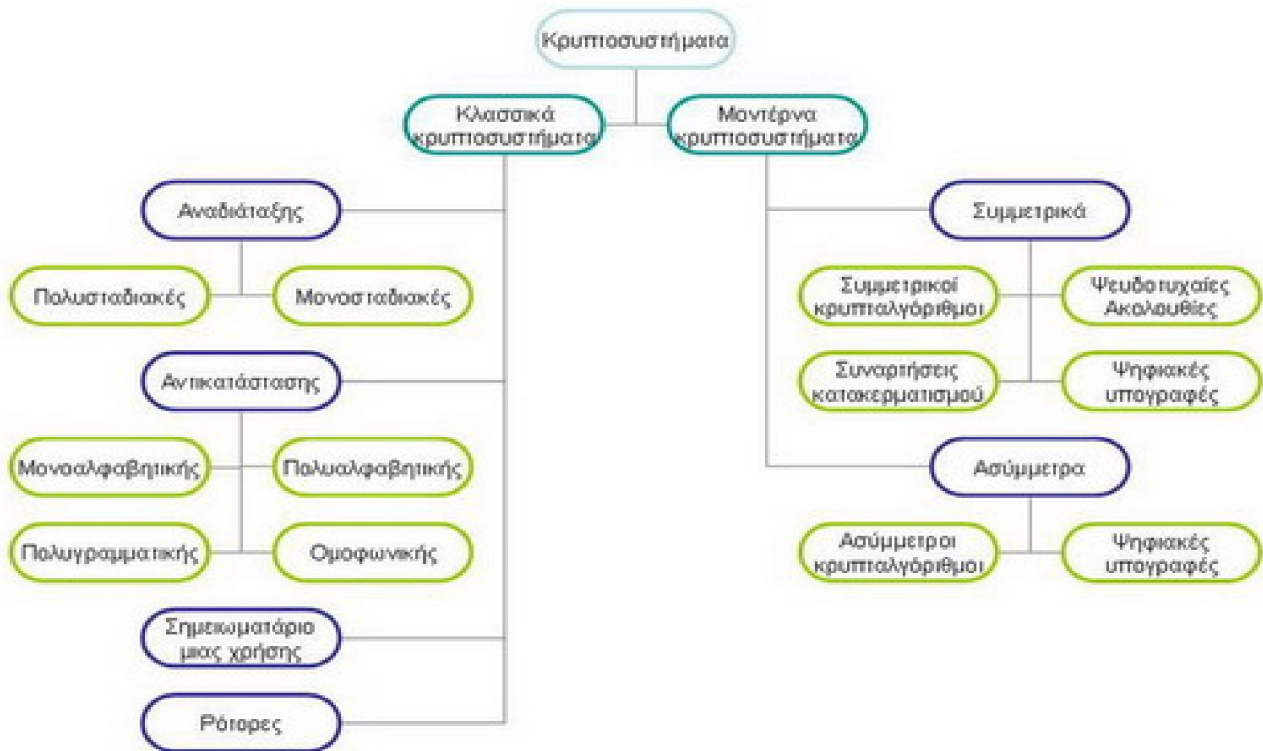 Κρυπτοσυστήματα
Κλασσικά
κρυπτοσυστήματα
Μοντέρνα
κρυπτοσυστήματα
Αναδιάταξης
Πολυσταδιακές
Μονοσταδιακές
Αντικατάστασης
Μονοαλφαβητικής
Πολυαλφαβητικής
Πολυγραμματικής
Ομοφωνικής
Σημειωματάριο
μιας χρήσης
Ρότορες
Συμμετρικά
Συμμετρικοί
κρυπταλγόριθμοι
Ψευδοτυχαίες
Ακολουθίες
Συναρτήσεις
κατακερματισμού
Ψηφιακές
υπογραφές
Ασύμμετρα
Ασύμμετροι
κρυπταλγόριθμοι
Ψηφιακές
υπογραφές